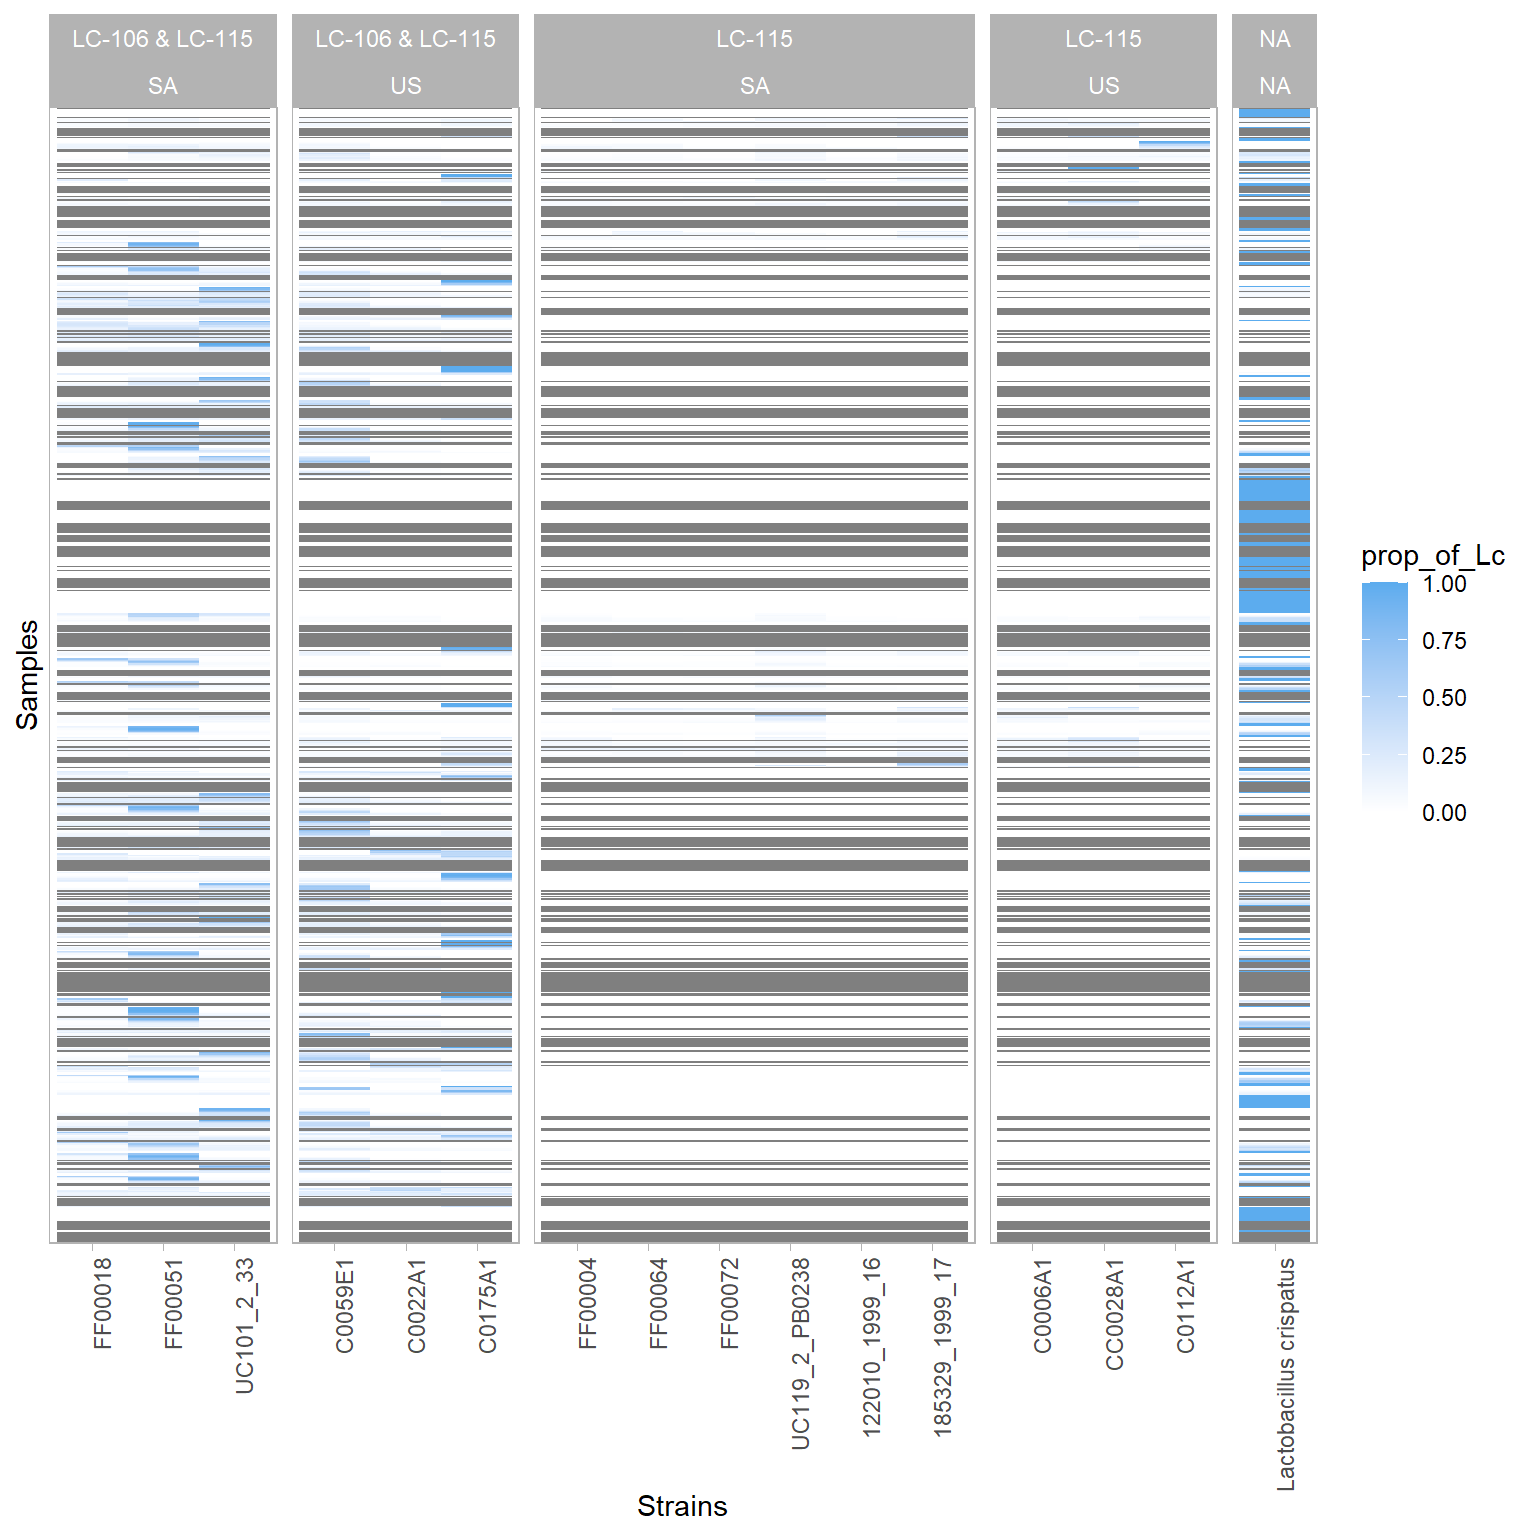 LC-106 & LC-115
LC-106 & LC-115
LC-115
LC-115
NA
SA
US
SA
US
NA
Samples
prop_of_Lc
1.00
0.75
0.50
0.25
0.00
FF00018
FF00051
UC101_2_33
C0059E1
C0022A1
C0175A1
FF00004
FF00064
FF00072
UC119_2_PB0238
122010_1999_16
185329_1999_17
C0006A1
CC0028A1
C0112A1
Lactobacillus crispatus
Strains